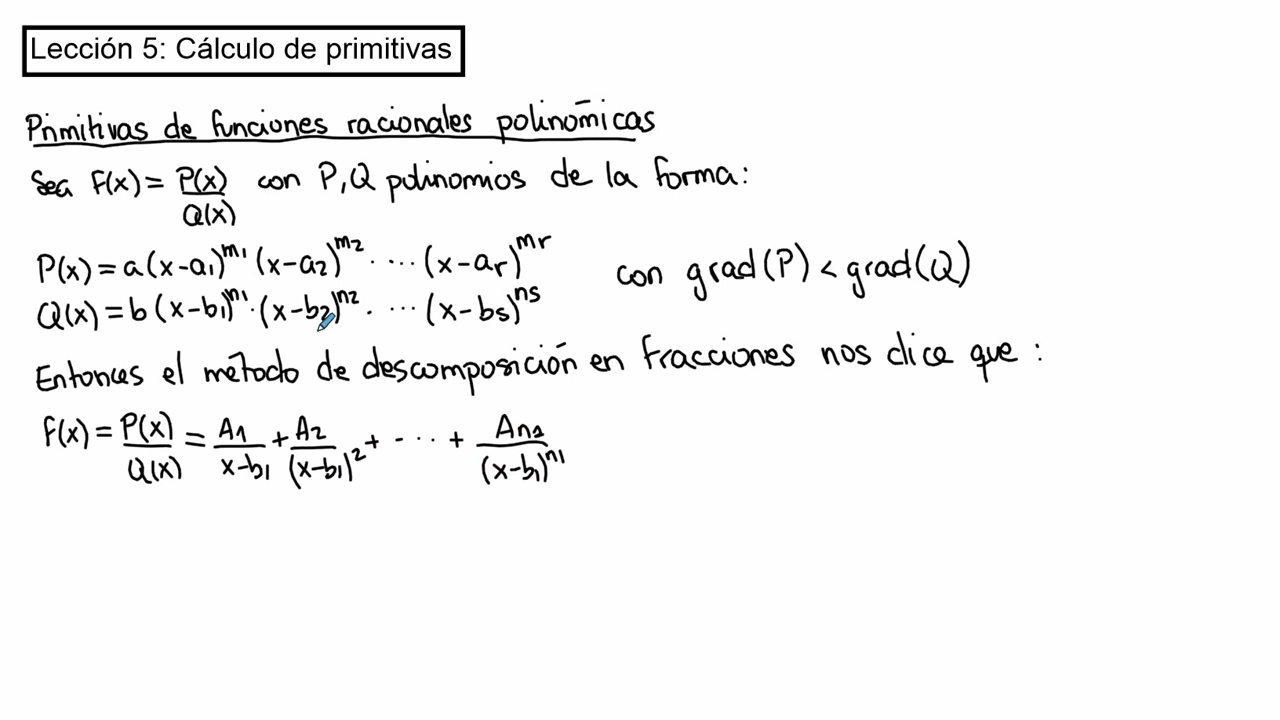 Lección 5: Cálculo de primitivas
Primitivas de funciones racionales polinómicas
Sea f(x) = P(x)/Q(x) con P, Q polinomios de la forma:
P(x) = a(x-a₁)^m₁ (x-a₂)^m₂ · ... (x-aᵣ)^mᵣ con grad(P) < grad(Q)
Q(x) = b(x-b₁)^n₁ · (x-b₂)^n₂ · ... (x-bₛ)^nₛ
Entonces el método de descomposición en fracciones nos dice que:
f(x) = P(x)/Q(x) = A₁/(x-b₁) + A₂/(x-b₁)² + ... + Aₙ₁/(x-b₁)^n₁